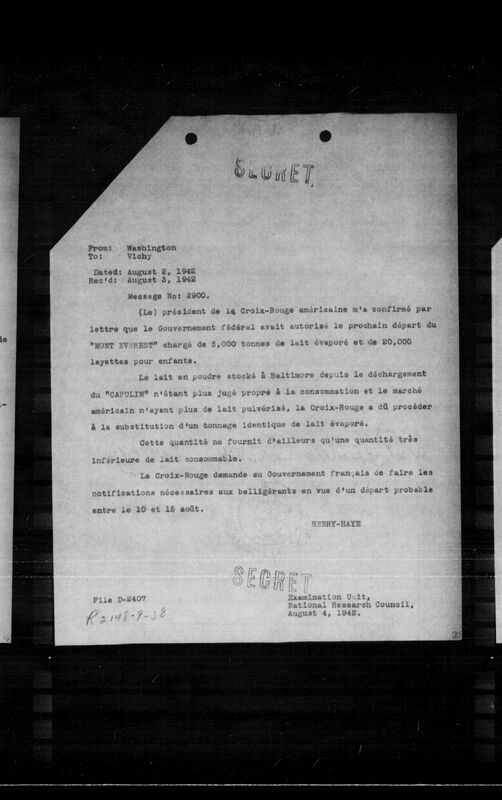 SECRET
From: Washington
To: Vichy
Dated: August 2, 1942
Rec'd: August 3, 1942
Message No: 2900.
(Le) président de la Croix-Rouge américaine m'a confirmé par
lettre que le Gouvernement fédéral avait autorisé le prochain départ du
"MONT EVEREST" chargé de 3,000 tonnes de lait évaporé et de 20,000
layettes pour enfants.
Le lait en poudre stocké à Baltimore depuis le déchargement
du "CAPULIN" n'étant plus jugé propre à la consommation et le marché
américain n'ayant plus de lait pulvérisé, la Croix-Rouge a dû procéder
à la substitution d'un tonnage identique de lait évaporé.
Cette quantité ne fournit d'ailleurs qu'une quantité très
inférieure de lait consommable.
La Croix-Rouge demande au Gouvernement français de faire les
notifications nécessaires aux belligérants en vue d'un départ probable
entre le 10 et 15 août.
HENRY-HAYE
SECRET
File D-2407
R2148-9-38
Examination Unit,
National Research Council,
August 4, 1942.